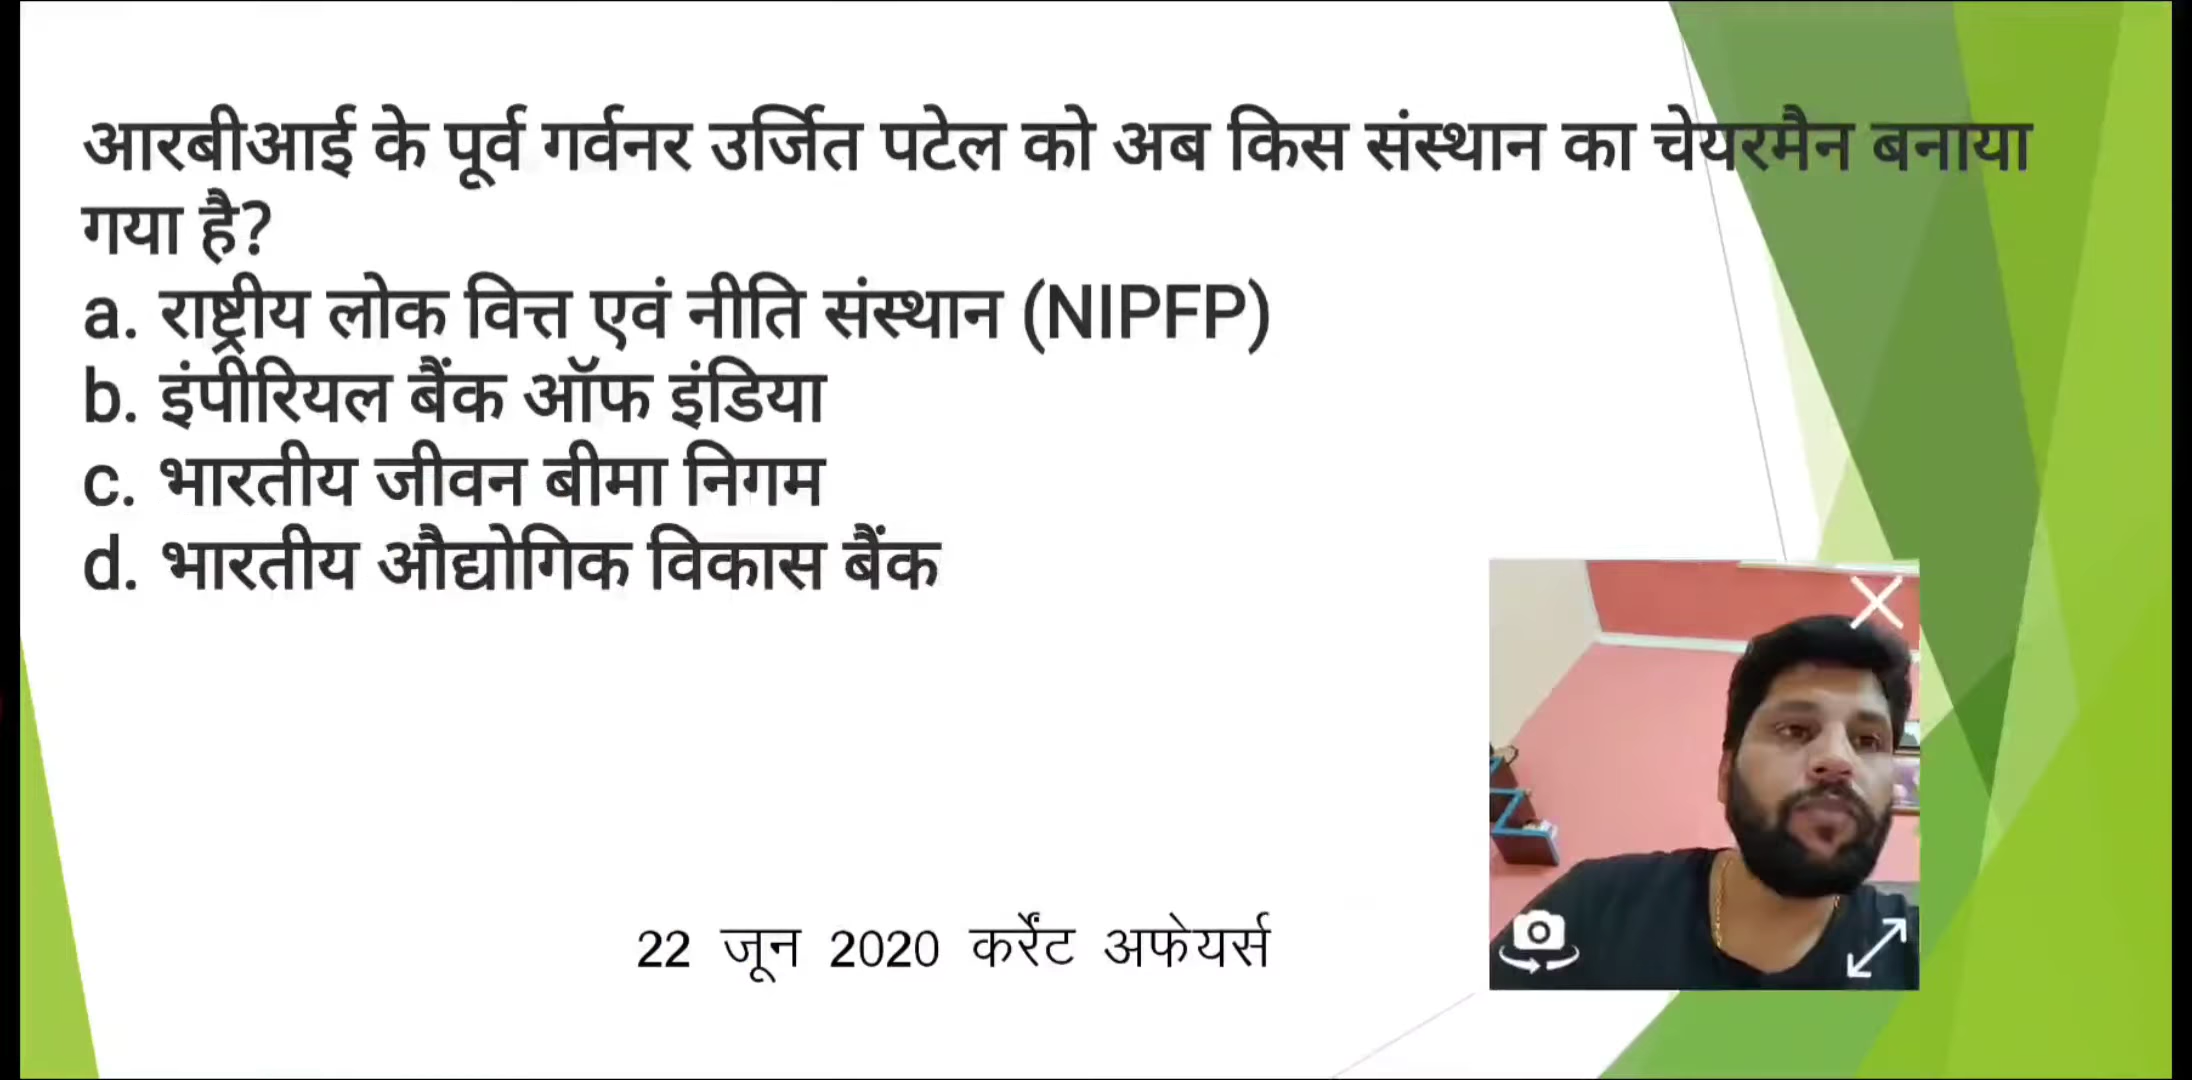 आरबीआई के पूर्व गर्वनर उर्जित पटेल को अब किस संस्थान का चेयरमैन बनाया
गया है?
a. राष्ट्रीय लोक वित्त एवं नीति संस्थान (NIPFP)
b. इंपीरियल बैंक ऑफ इंडिया
c. भारतीय जीवन बीमा निगम
d. भारतीय औद्योगिक विकास बैंक
22 जून 2020 कर्रेंट अफेयर्स